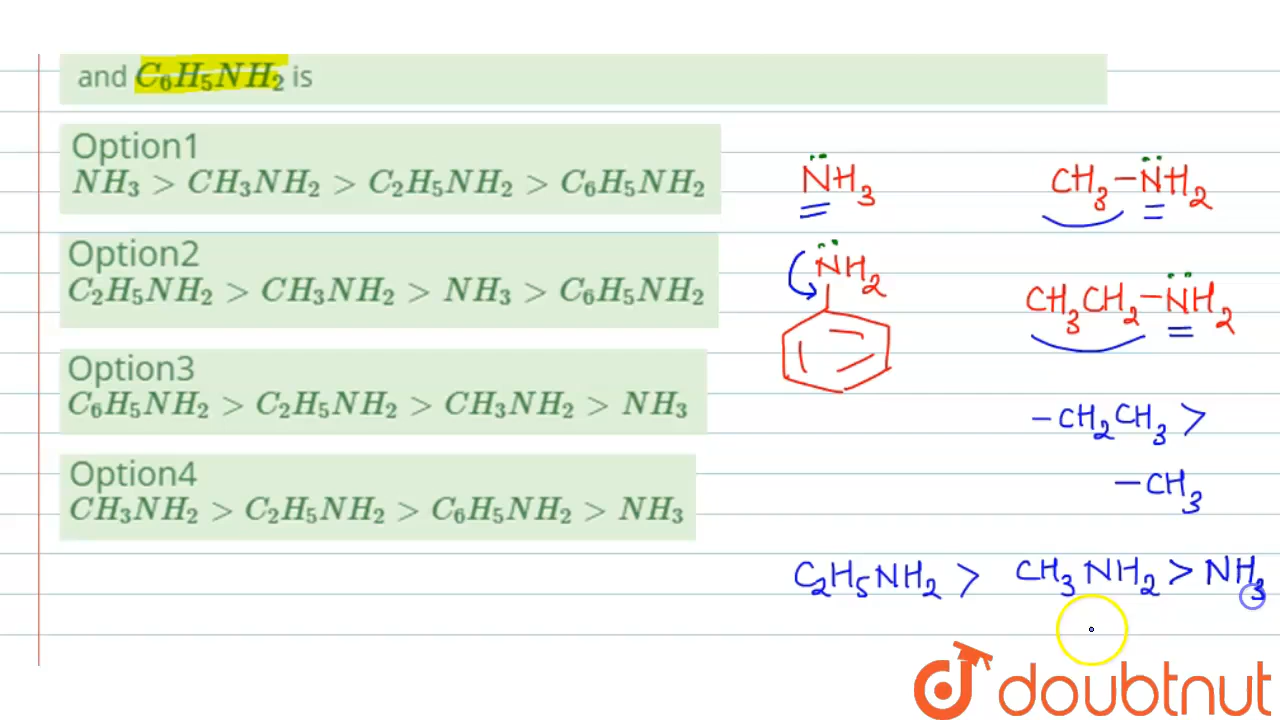 and C₆H₅NH₂ is
Option1
NH₃ > CH₃NH₂ > C₂H₅NH₂ > C₆H₅NH₂
Option2
C₂H₅NH₂ > CH₃NH₂ > NH₃ > C₆H₅NH₂
Option3
C₆H₅NH₂ > C₂H₅NH₂ > CH₃NH₂ > NH₃
Option4
CH₃NH₂ > C₂H₅NH₂ > C₆H₅NH₂ > NH₃
NH₃
CH₃-NH₂
NH₂
CH₃CH₂-NH₂
-CH₂CH₃ >
-CH₃
C₂H₅NH₂ > CH₃NH₂ > NH₃
doubtnut